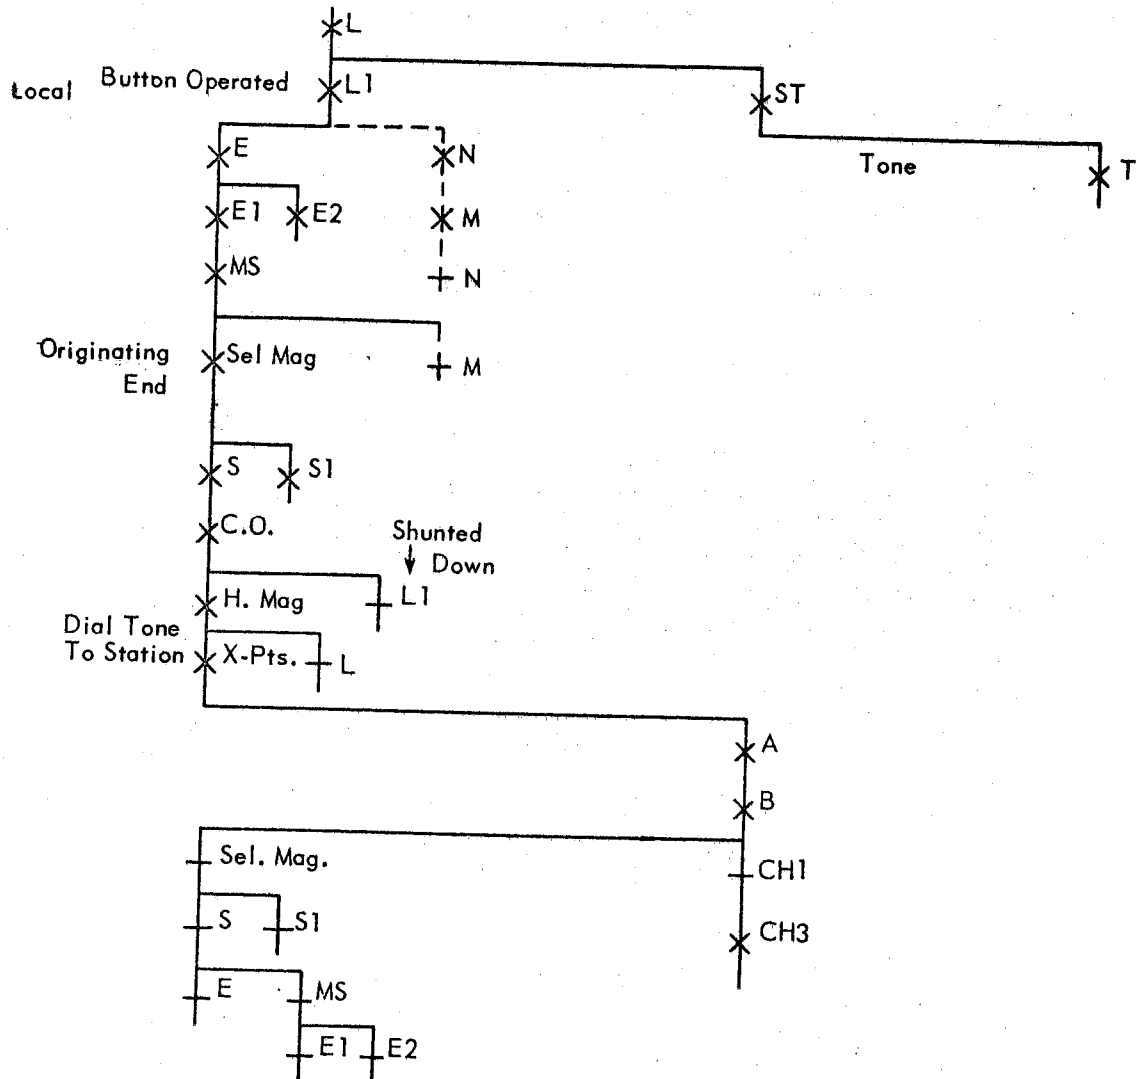 L
Button Operated
Local
L1
ST
E
N
Tone
T
E1
E2
M
MS
N
Originating
End
Sel Mag
M
S
S1
C.O.
Shunted
Down
H. Mag
L1
Dial Tone
To Station
X-Pts.
L
A
B
Sel. Mag.
CH1
S
S1
CH3
E
MS
E1
E2